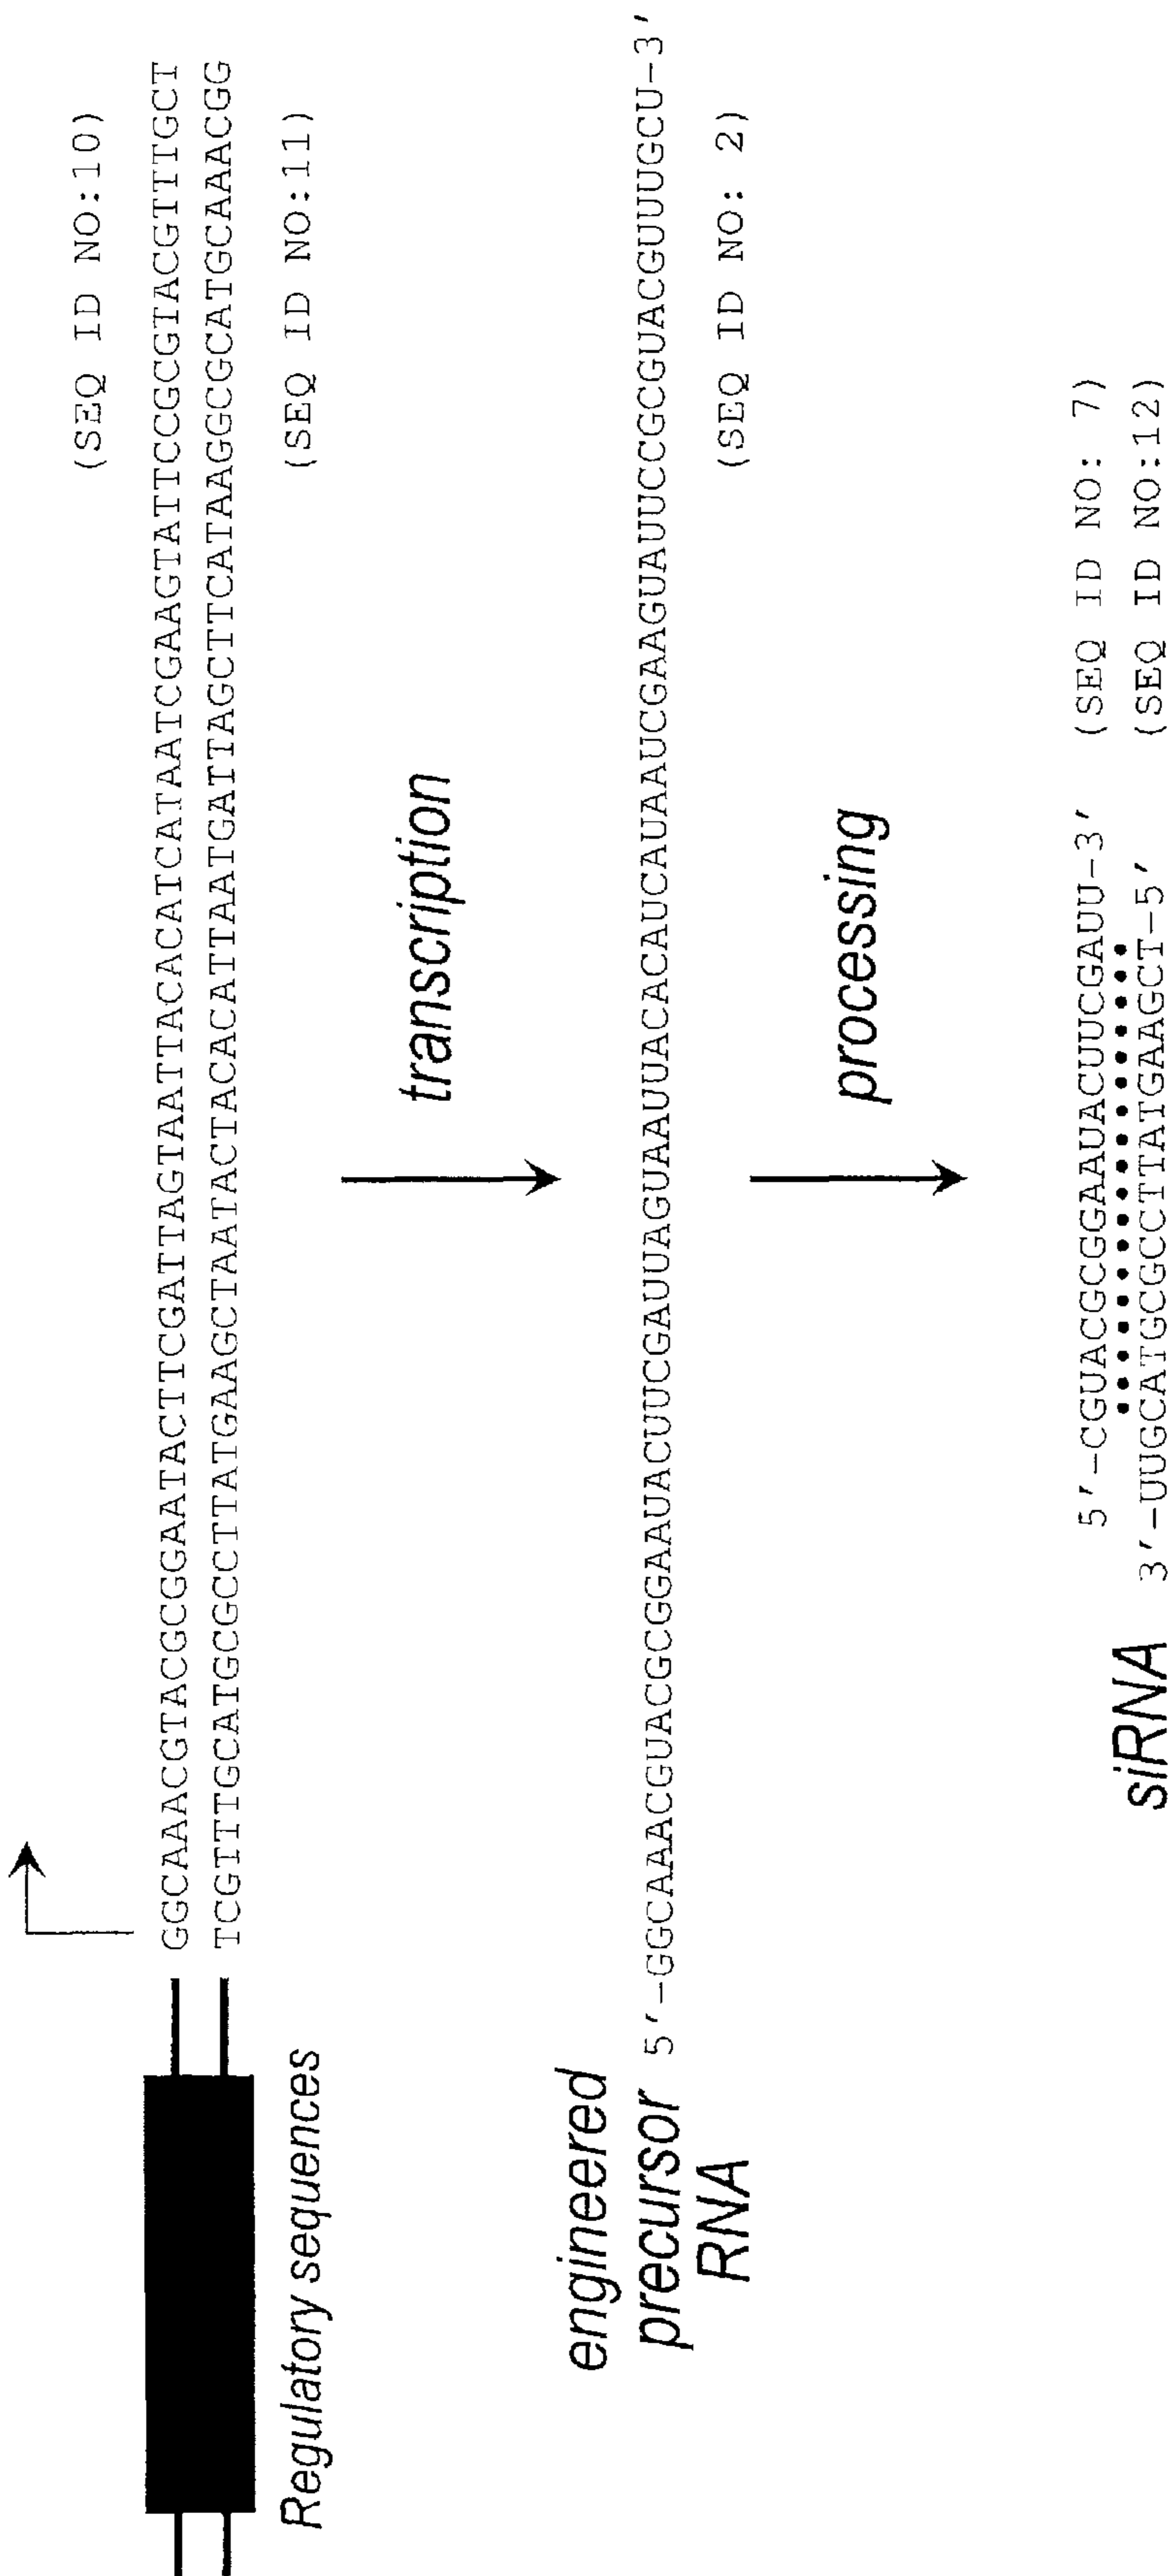 (SEQ ID NO:10)
GGCAAACGTACGCGGAATACTTCGATTAGTAATTACACATCATAATCGAAGTATTCCGCGTACGTTTGCT
TCGTTTGCATGCGCCTTATGAAGCTAATACTACACATTAATGATTAGCTTCATAAGGCGCATGCAAACGG
(SEQ ID NO:11)
Regulatory sequences
transcription
engineered
precursor
RNA
5'-GGCAAACGUACGCGGAAUACUUCGAUUAGUAAUUACACAUCAUAAUCGAAGUAUUCCGCGUACGUUUGCU-3'
(SEQ ID NO: 2)
processing
5'-CGUACGCGGAAUACUUCGAUU-3' (SEQ ID NO: 7)
3'-UUGCATGCGCCTTATGAAGCT-5' (SEQ ID NO:12)
siRNA